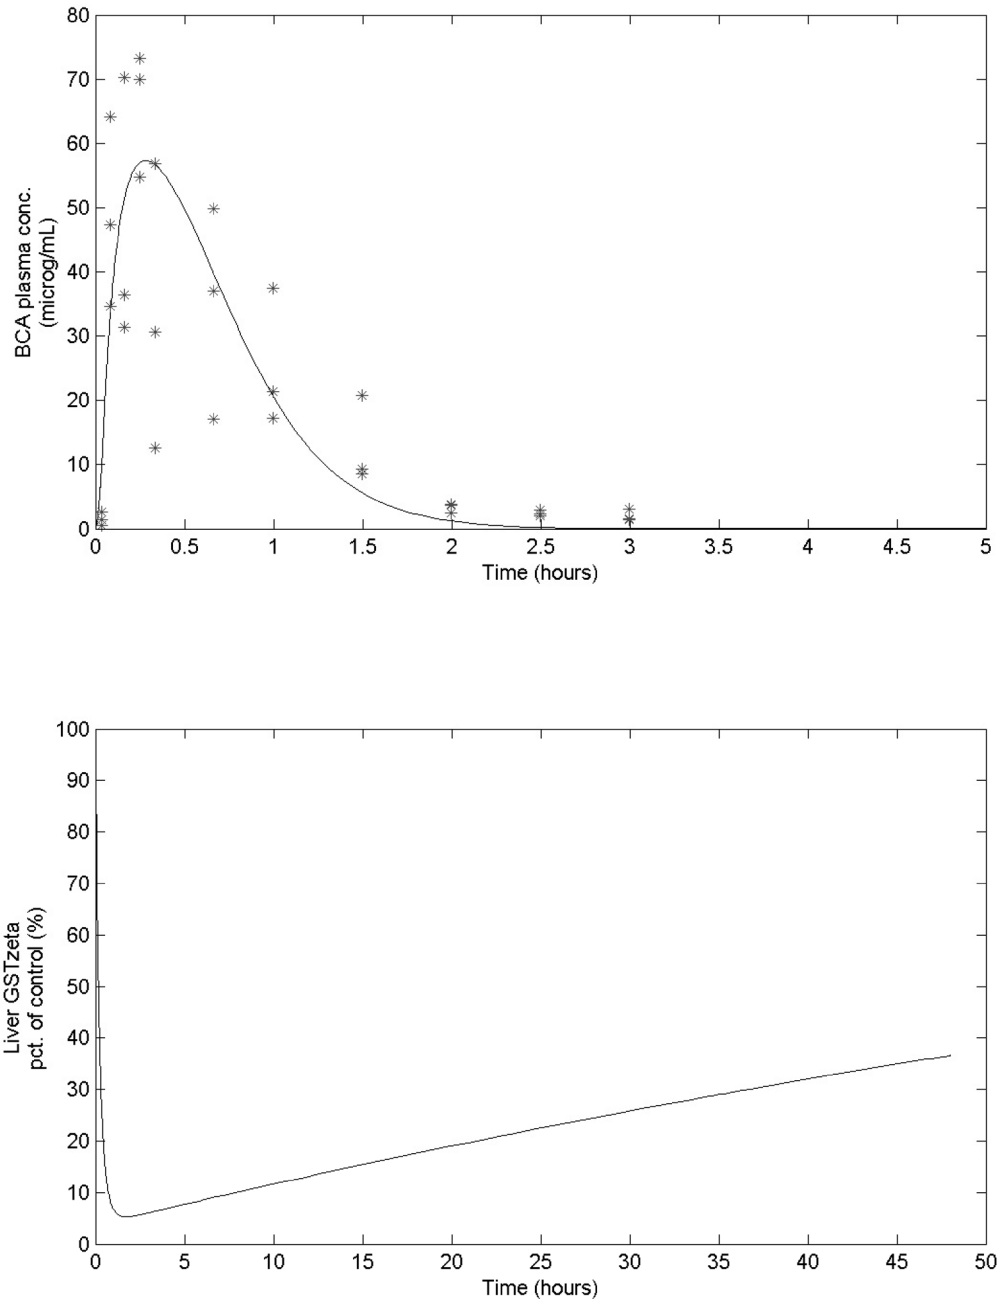 80
70
60
50
40
30
20
10
0
BCA plasma conc.
(microg/mL)
0 0.5 1 1.5 2 2.5 3 3.5 4 4.5 5
Time (hours)
100
90
80
70
60
50
40
30
20
10
0
Liver GSTzeta
pct. of control (%)
0 5 10 15 20 25 30 35 40 45 50
Time (hours)